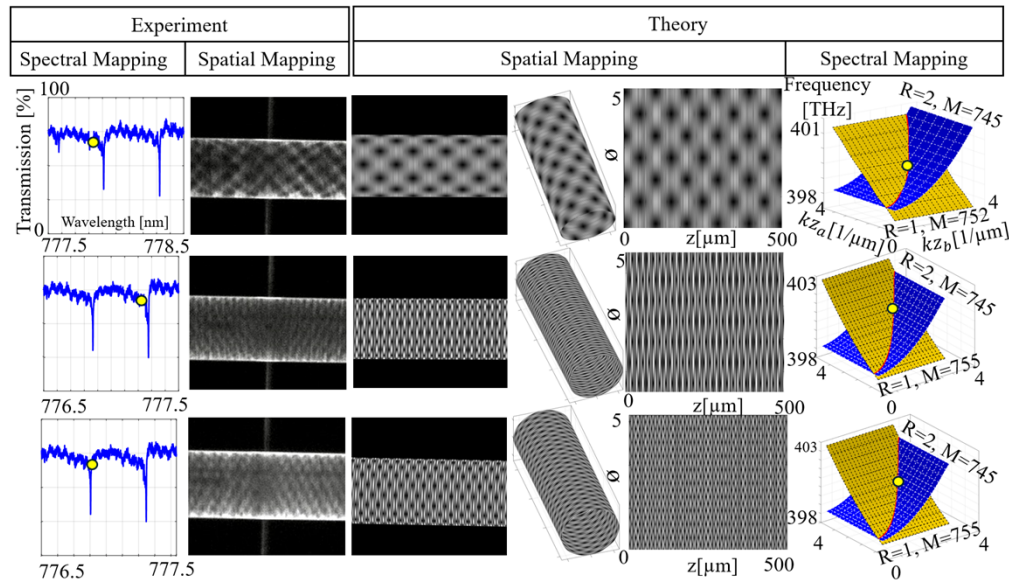 Experiment
Theory
Spectral Mapping
Spatial Mapping
Spatial Mapping
Spectral Mapping
100
Transmission [%]
0
Wavelength [nm]
777.5
778.5
5
Ø
0
z[µm]
500
Frequency
[THz]
401
398
4
kzₐ[1/µm]
0
kz_b[1/µm]
4
R=2, M=745
R=1, M=752
776.5
777.5
5
Ø
0
z[µm]
500
403
398
4
0
4
R=2, M=745
R=1, M=755
776.5
777.5
5
Ø
0
z[µm]
500
403
398
4
0
4
R=2, M=745
R=1, M=755